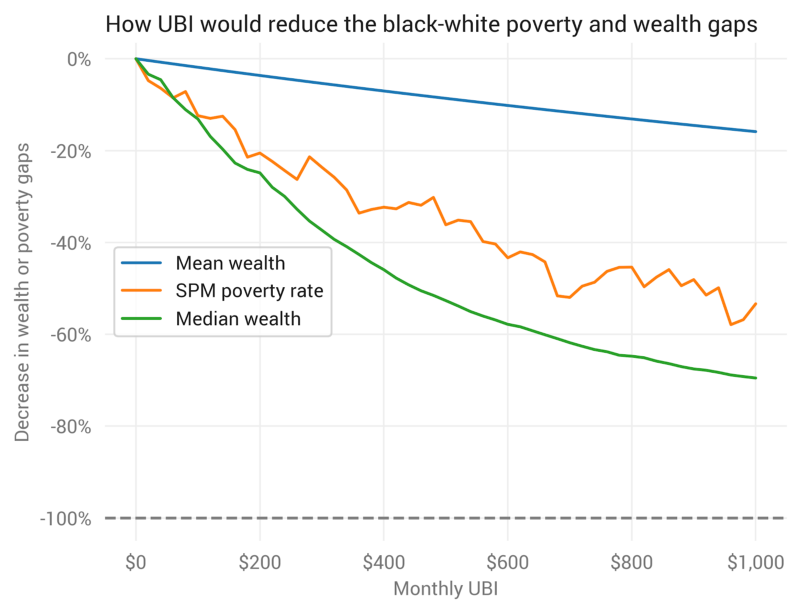 How UBI would reduce the black-white poverty and wealth gaps
0%
-20%
-40%
-60%
-80%
-100%
Decrease in wealth or poverty gaps
Mean wealth
SPM poverty rate
Median wealth
$0
$200
$400
$600
$800
$1,000
Monthly UBI